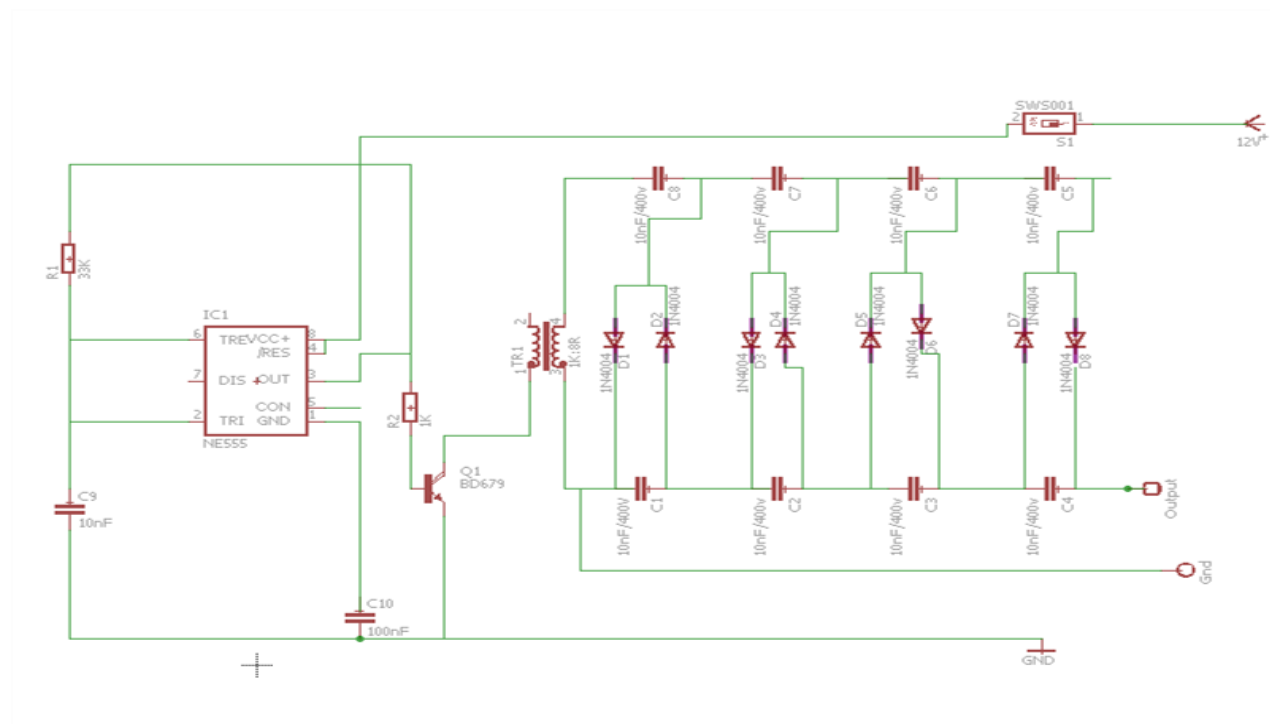 SWS001
2
1
S1
12V+
C8
10nF/400v
C7
10nF/400v
C6
10nF/400v
C5
10nF/400v
R1
33K
IC1
6
TRE
VCC+
8
/RES
4
7
DIS
OUT
3
CON
5
2
TRI
GND
1
NE555
R2
1K
2
4
TR1
1
3
1K:8R
1N4004
D1
D2
1N4004
1N4004
D3
D4
1N4004
D5
1N4004
1N4004
D6
D7
1N4004
1N4004
D8
Q1
BD679
C9
10nF
10nF/400V
C1
10nF/400v
C2
10nF/400v
C3
10nF/400v
C4
Output
Gnd
C10
100nF
GND